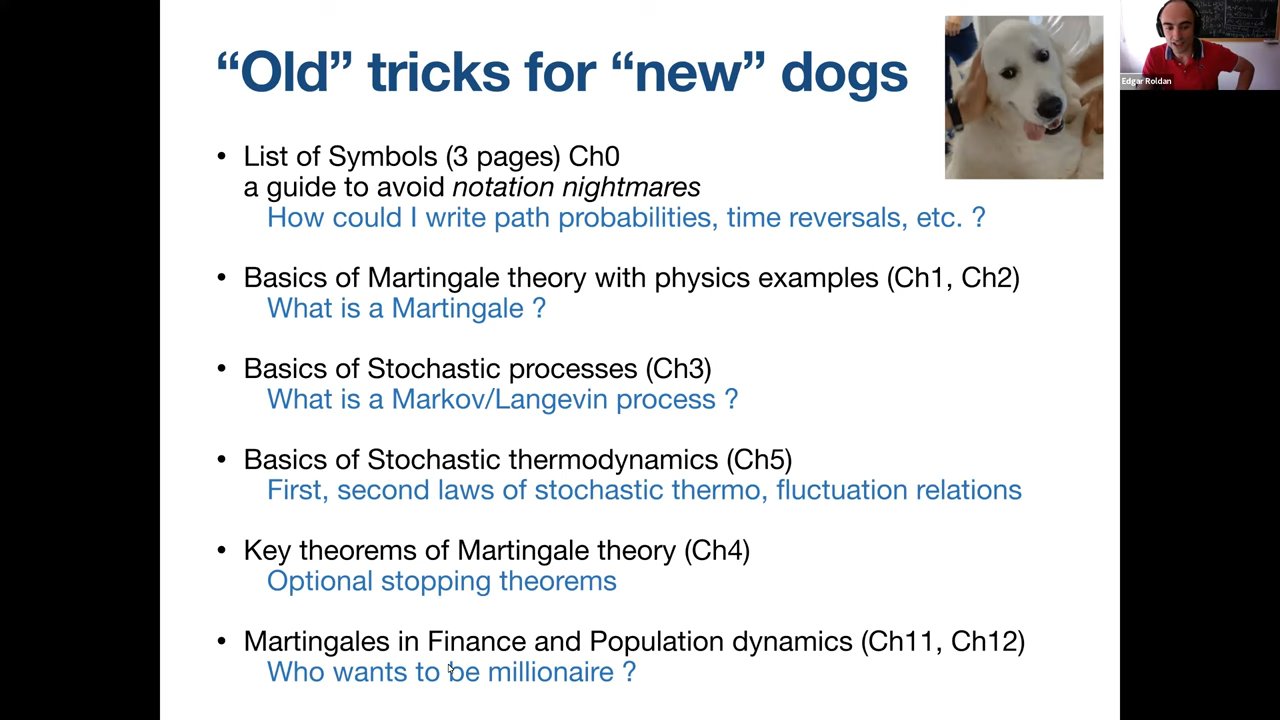 “Old” tricks for “new” dogs
Edgar Roldan
• List of Symbols (3 pages) Ch0
a guide to avoid notation nightmares
How could I write path probabilities, time reversals, etc. ?
• Basics of Martingale theory with physics examples (Ch1, Ch2)
What is a Martingale ?
• Basics of Stochastic processes (Ch3)
What is a Markov/Langevin process ?
• Basics of Stochastic thermodynamics (Ch5)
First, second laws of stochastic thermo, fluctuation relations
• Key theorems of Martingale theory (Ch4)
Optional stopping theorems
• Martingales in Finance and Population dynamics (Ch11, Ch12)
Who wants to be millionaire ?